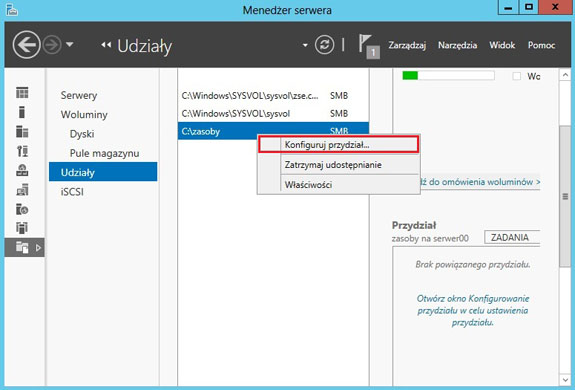 Menedżer serwera
Udziały
1
Zarządzaj Narzędzia Widok Pomoc
Serwery
Woluminy
Dyski
Pule magazynu
Udziały
iSCSI
C:\Windows\SYSVOL\sysvol\zse.c... SMB
C:\Windows\SYSVOL\sysvol SMB
C:\zasoby SMB
Konfiguruj przydział...
Zatrzymaj udostępnianie
Właściwości
Wo
dź do omówienia woluminów >
Przydział
zasoby na serwer00 ZADANIA
Brak powiązanego przydziału.
Otwórz okno Konfigurowanie
przydziału w celu ustawienia
przydziału.